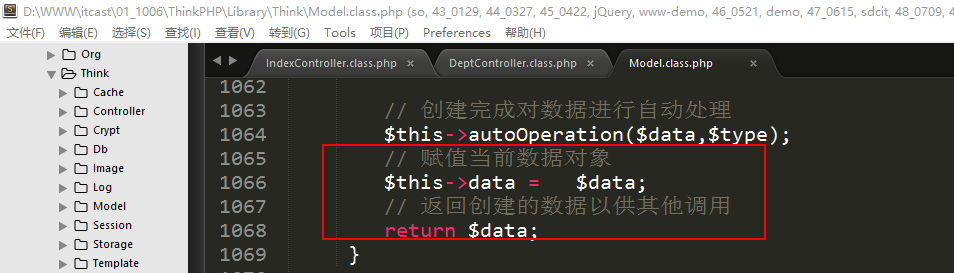 D:\WWW\itcast\01_1006\ThinkPHP\Library\Think\Model.class.php (so, 43_0129, 44_0327, 45_0422, jQuery, www-demo, 46_0521, demo, 47_0615, sdcit, 48_0709, 4
文件(F) 编辑(E) 选择(S) 查找(I) 查看(V) 转到(G) Tools 项目(P) Preferences 帮助(H)
Org
Think
Cache
Controller
Crypt
Db
Image
Log
Model
Session
Storage
Template
IndexController.class.php × DeptController.class.php × Model.class.php ×
1062
1063 // 创建完成对数据进行自动处理
1064 $this->autoOperation($data,$type);
1065 // 赋值当前数据对象
1066 $this->data =   $data;
1067 // 返回创建的数据以供其他调用
1068 return $data;
1069 }